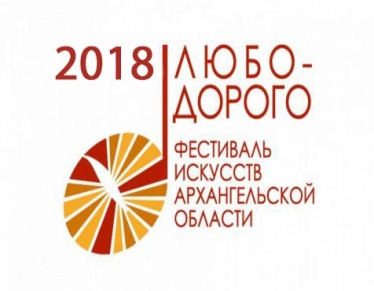 2018 ЛЮБО-
ДОРОГО
ФЕСТИВАЛЬ
ИСКУССТВ
АРХАНГЕЛЬСКОЙ
ОБЛАСТИ